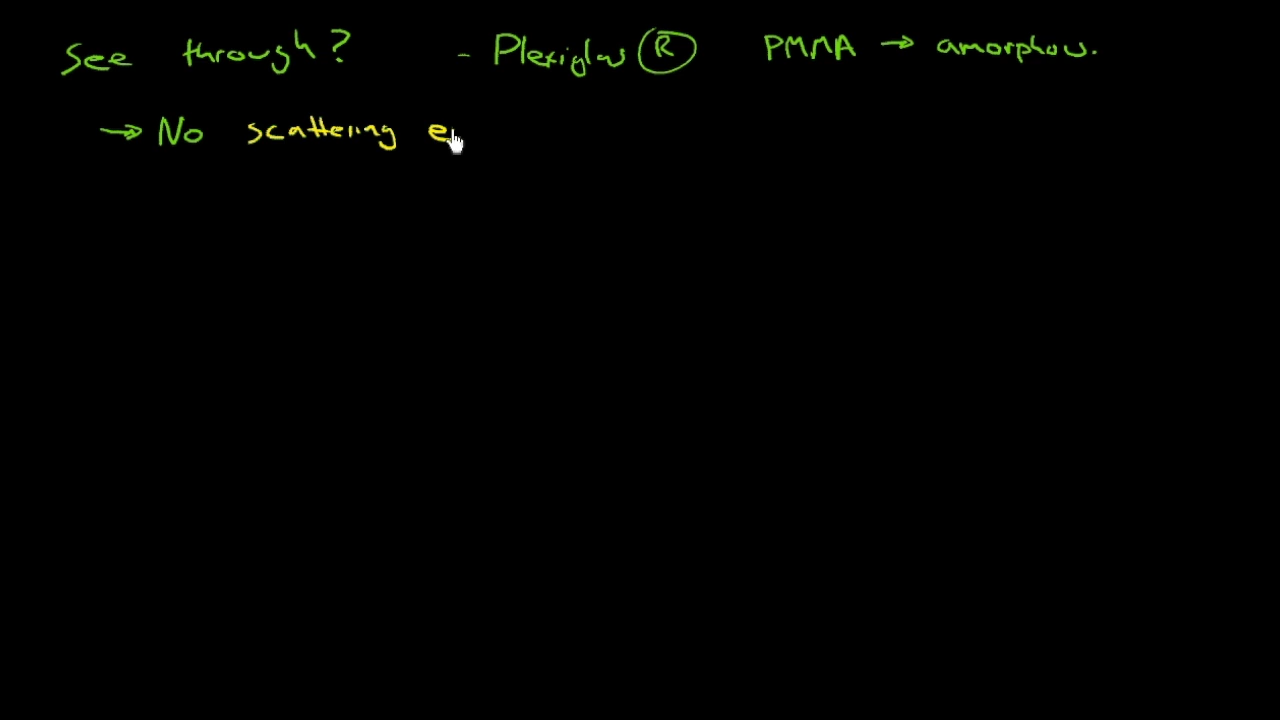 See through? - Plexiglas ® PMMA → amorphous.
→ No scattering e